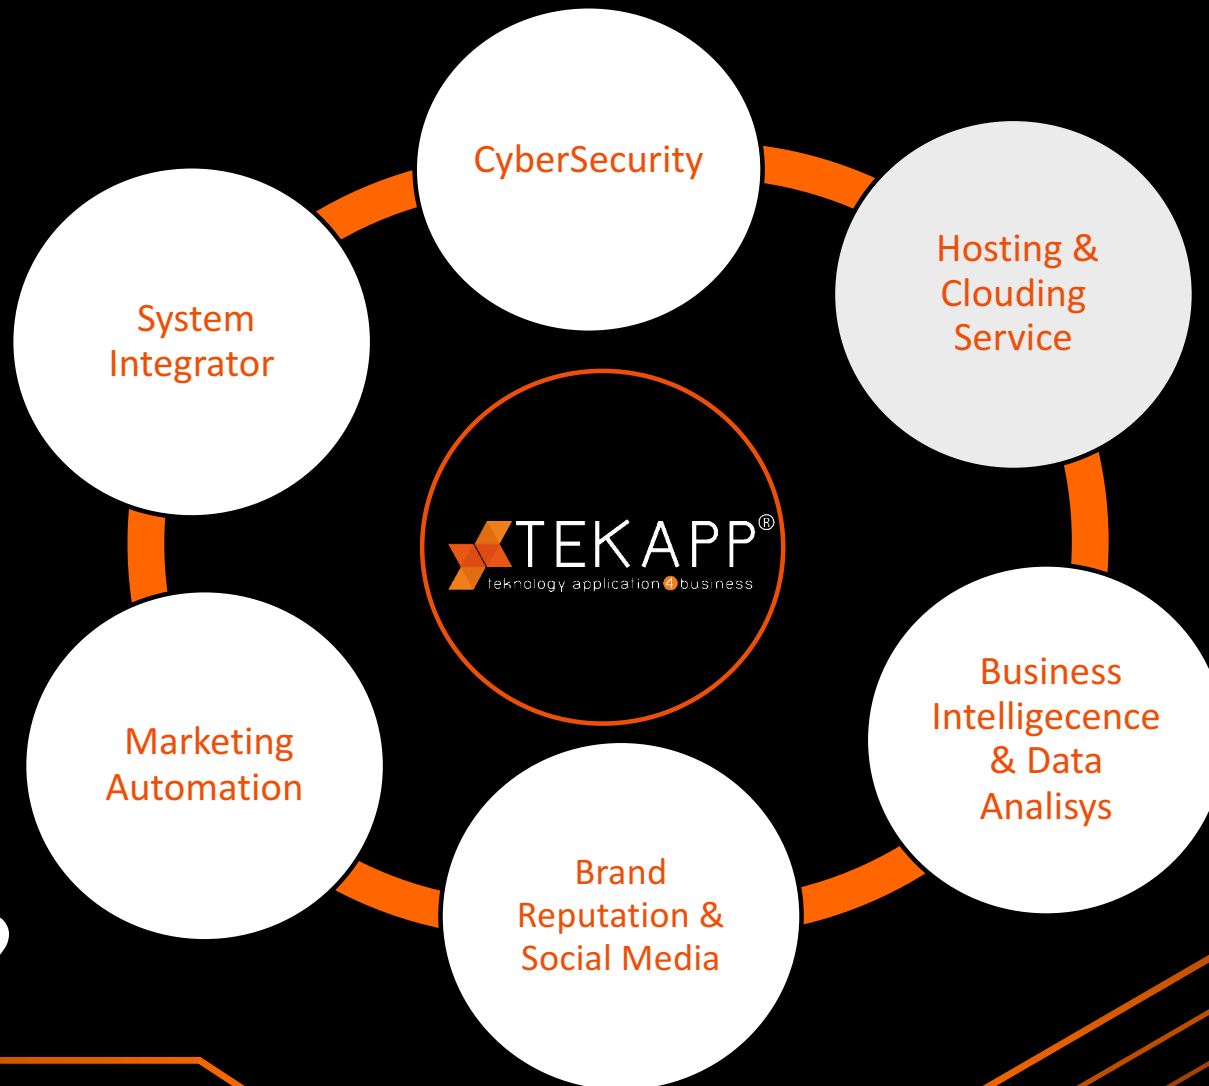 CyberSecurity
Hosting &
Clouding
Service
System
Integrator
TEKAPP®
teknology application 4 business
Business
Intelligecence
& Data
Analisys
Marketing
Automation
Brand
Reputation &
Social Media